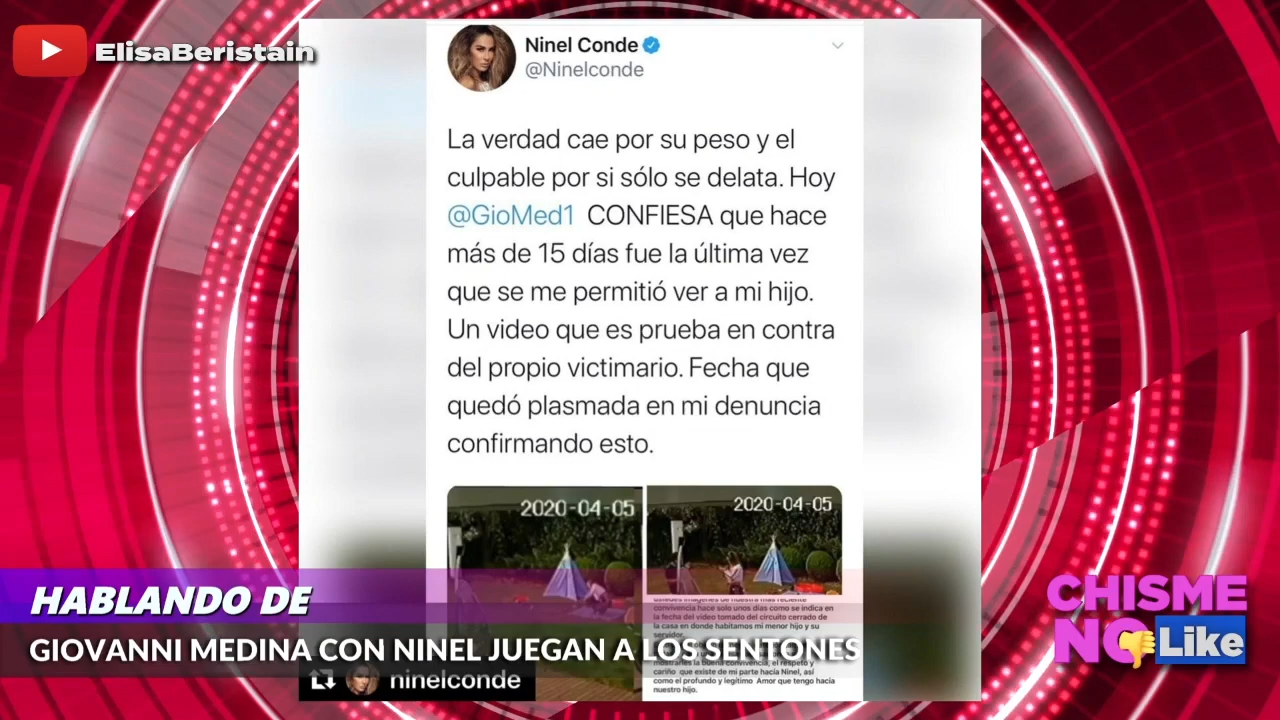 ElisaBeristain
Ninel Conde
@Ninelconde
La verdad cae por su peso y el
culpable por si sólo se delata. Hoy
@GioMed1 CONFIESA que hace
más de 15 días fue la última vez
que se me permitió ver a mi hijo.
Un video que es prueba en contra
del propio victimario. Fecha que
quedó plasmada en mi denuncia
confirmando esto.
2020-04-05
2020-04-05
convivencia hace solo unos días como se indica en
la fecha del video tomado del circuito cerrado de
la casa en donde habitamos mi menor hijo y su
servidor.
mostrarles la buena convivencia, el respeto y
cariño que existe de mi parte hacia Ninel, así
como el profundo y legítimo Amor que tengo hacia
nuestro hijo.
HABLANDO DE
GIOVANNI MEDINA CON NINEL JUEGAN A LOS SENTONES
ninelconde
CHISME
NO Like